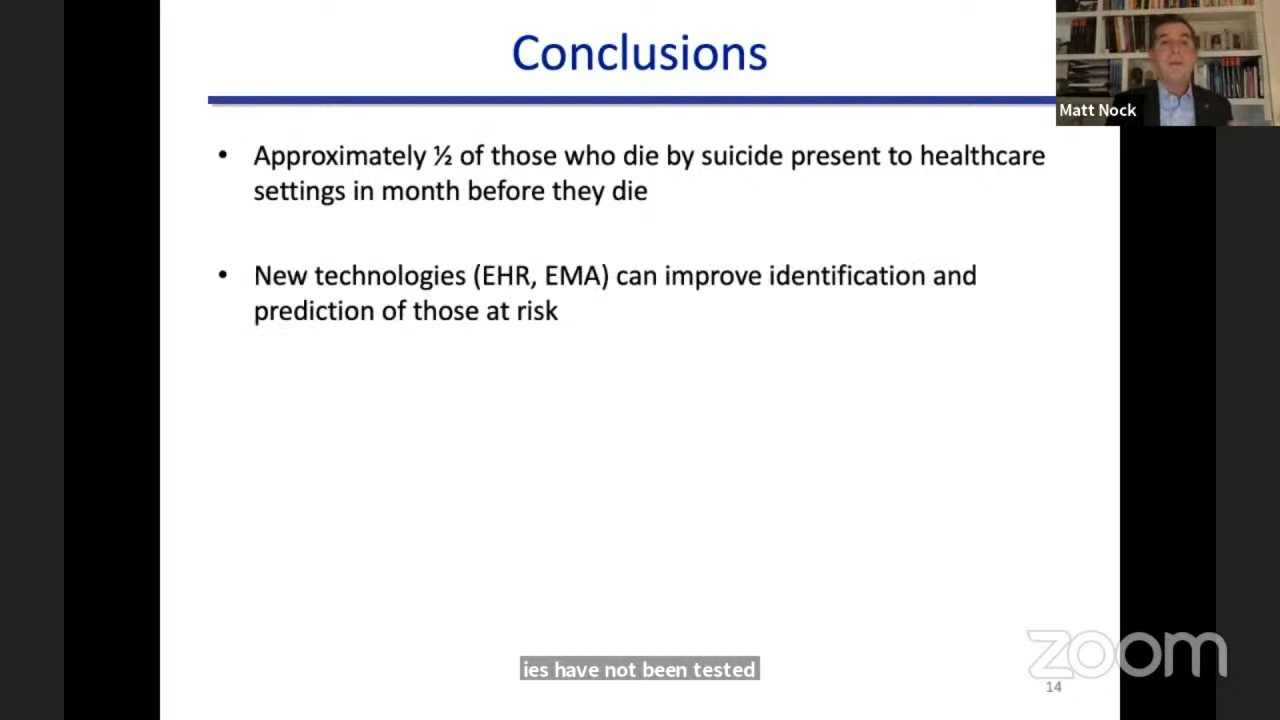 Conclusions
Matt Nock
• Approximately ½ of those who die by suicide present to healthcare
settings in month before they die
• New technologies (EHR, EMA) can improve identification and
prediction of those at risk
ies have not been tested
zoom
14